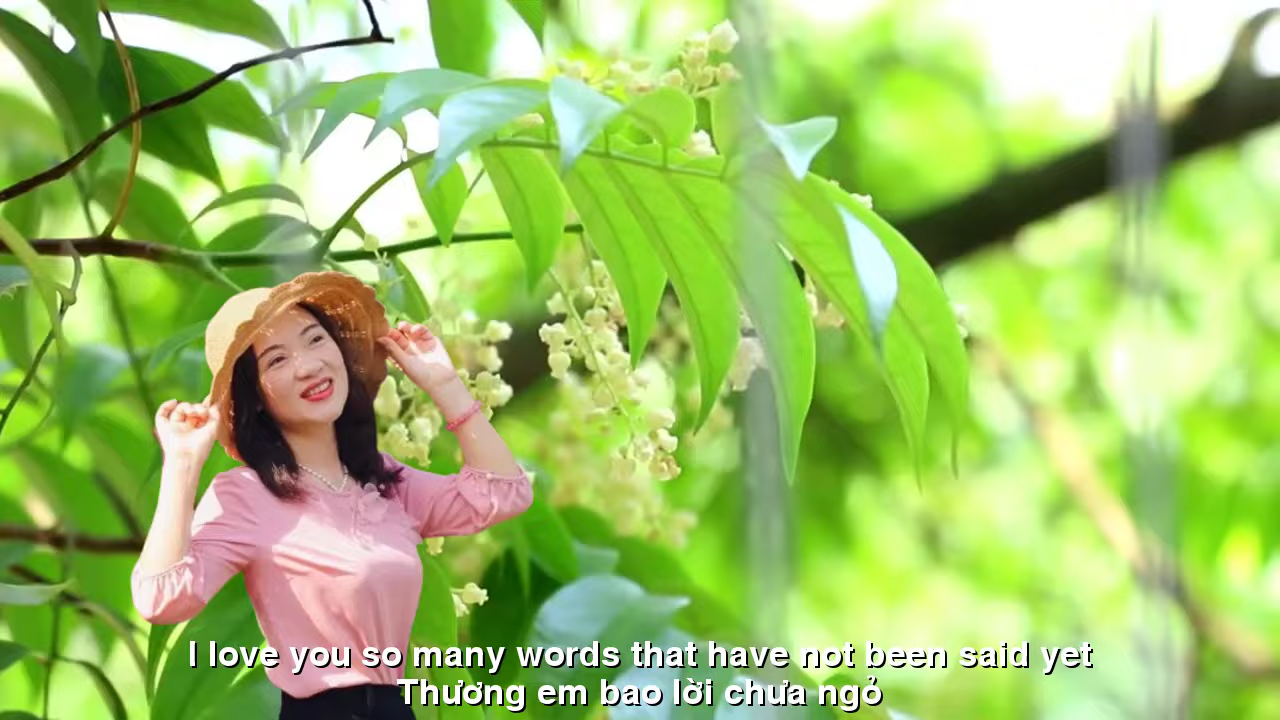 I love you so many words that have not been said yet
Thương em bao lời chưa ngỏ